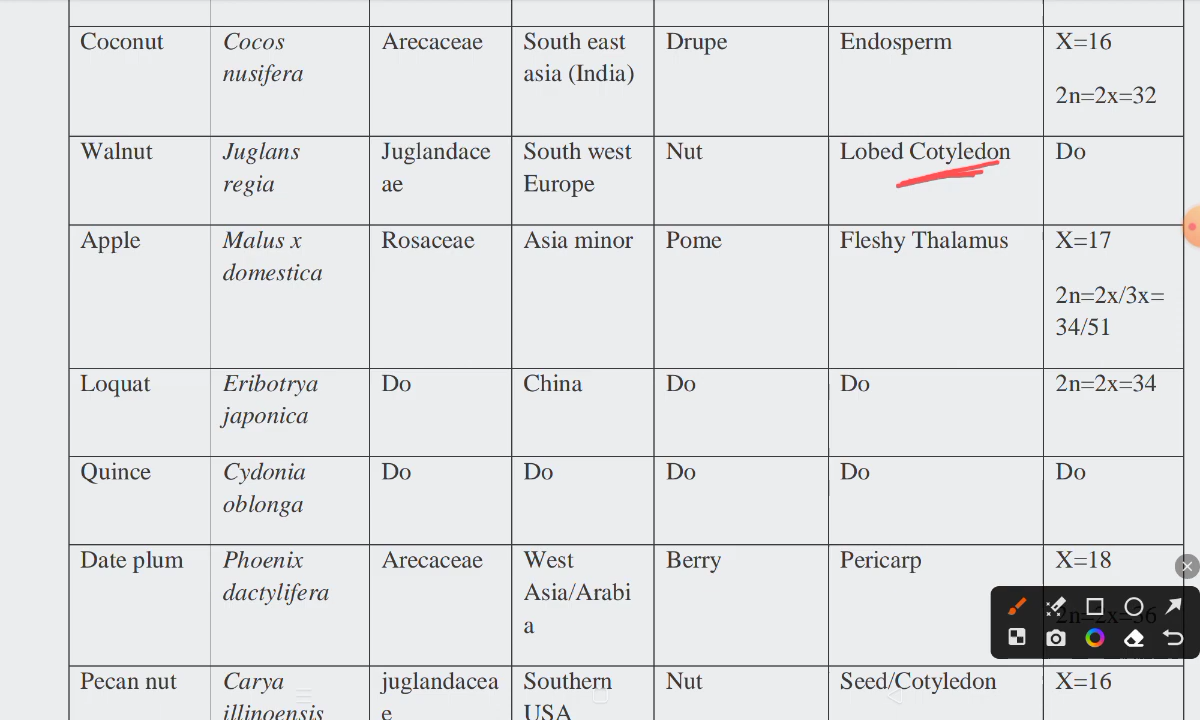 Coconut Cocos Arecaceae South east Drupe Endosperm X=16
nusifera asia (India)
2n=2x=32
Walnut Juglans Juglandace South west Nut Lobed Cotyledon Do
regia ae Europe
Apple Malus x Rosaceae Asia minor Pome Fleshy Thalamus X=17
domestica
2n=2x/3x=
34/51
Loquat Eribotrya Do China Do Do 2n=2x=34
japonica
Quince Cydonia Do Do Do Do Do
oblonga
Date plum Phoenix Arecaceae West Berry Pericarp X=18
dactylifera Asia/Arabi
a 2n=2x=36
Pecan nut Carya juglandacea Southern Nut Seed/Cotyledon X=16
illinoensis e USA